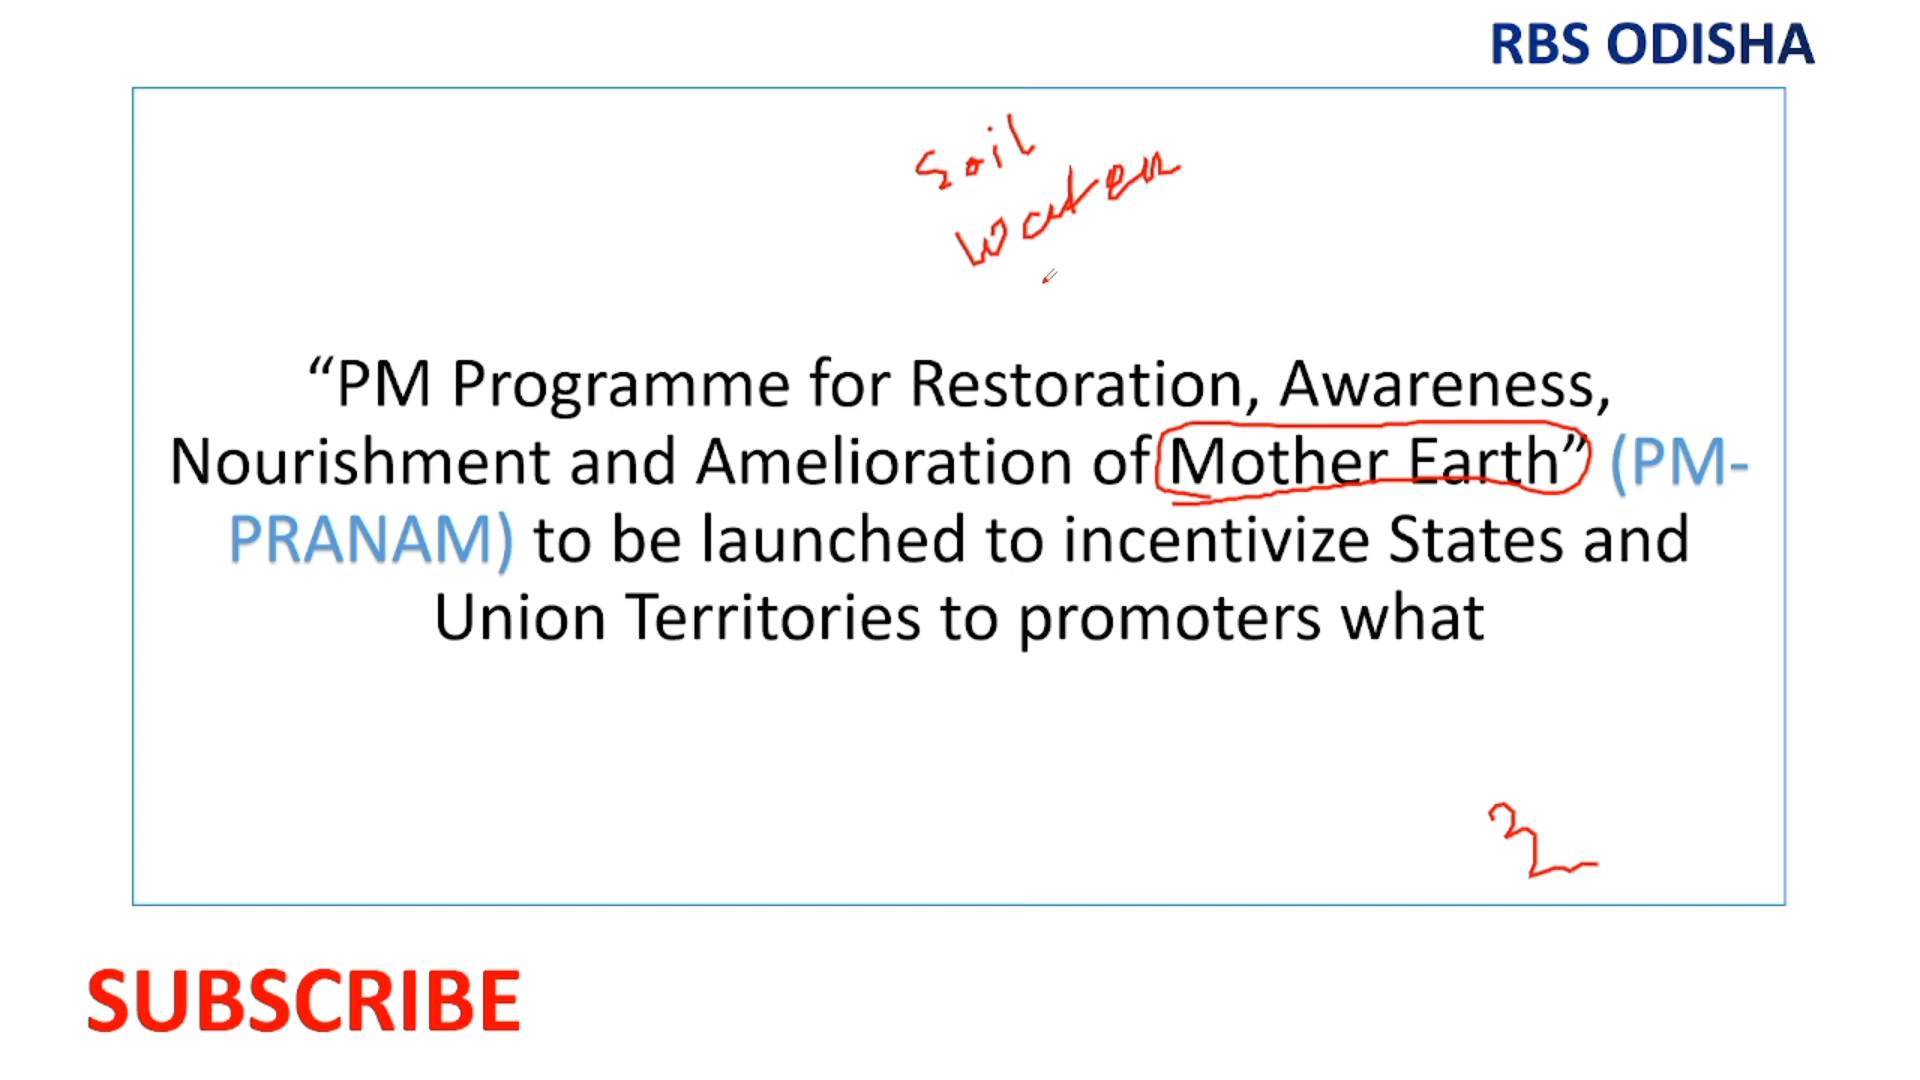 RBS ODISHA
Soil
Water
“PM Programme for Restoration, Awareness,
Nourishment and Amelioration of Mother Earth” (PM-
PRANAM) to be launched to incentivize States and
Union Territories to promoters what
SUBSCRIBE